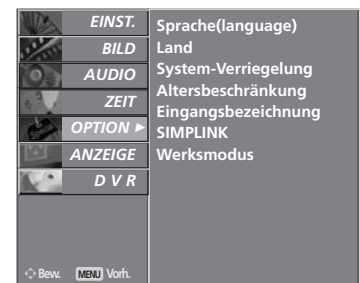 EINST.
BILD
AUDIO
ZEIT
OPTION ►
ANZEIGE
D V R
Sprache(language)
Land
System-Verriegelung
Altersbeschränkung
Eingangsbezeichnung
SIMPLINK
Werksmodus
Bew. MENU Vorh.